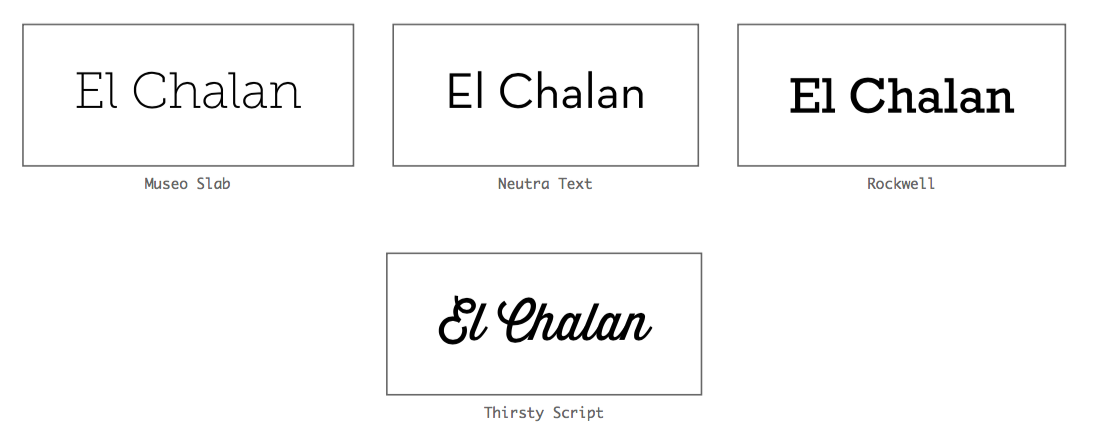 El Chalan El Chalan El Chalan
Museo Slab Neutra Text Rockwell
El Chalan
Thirsty Script